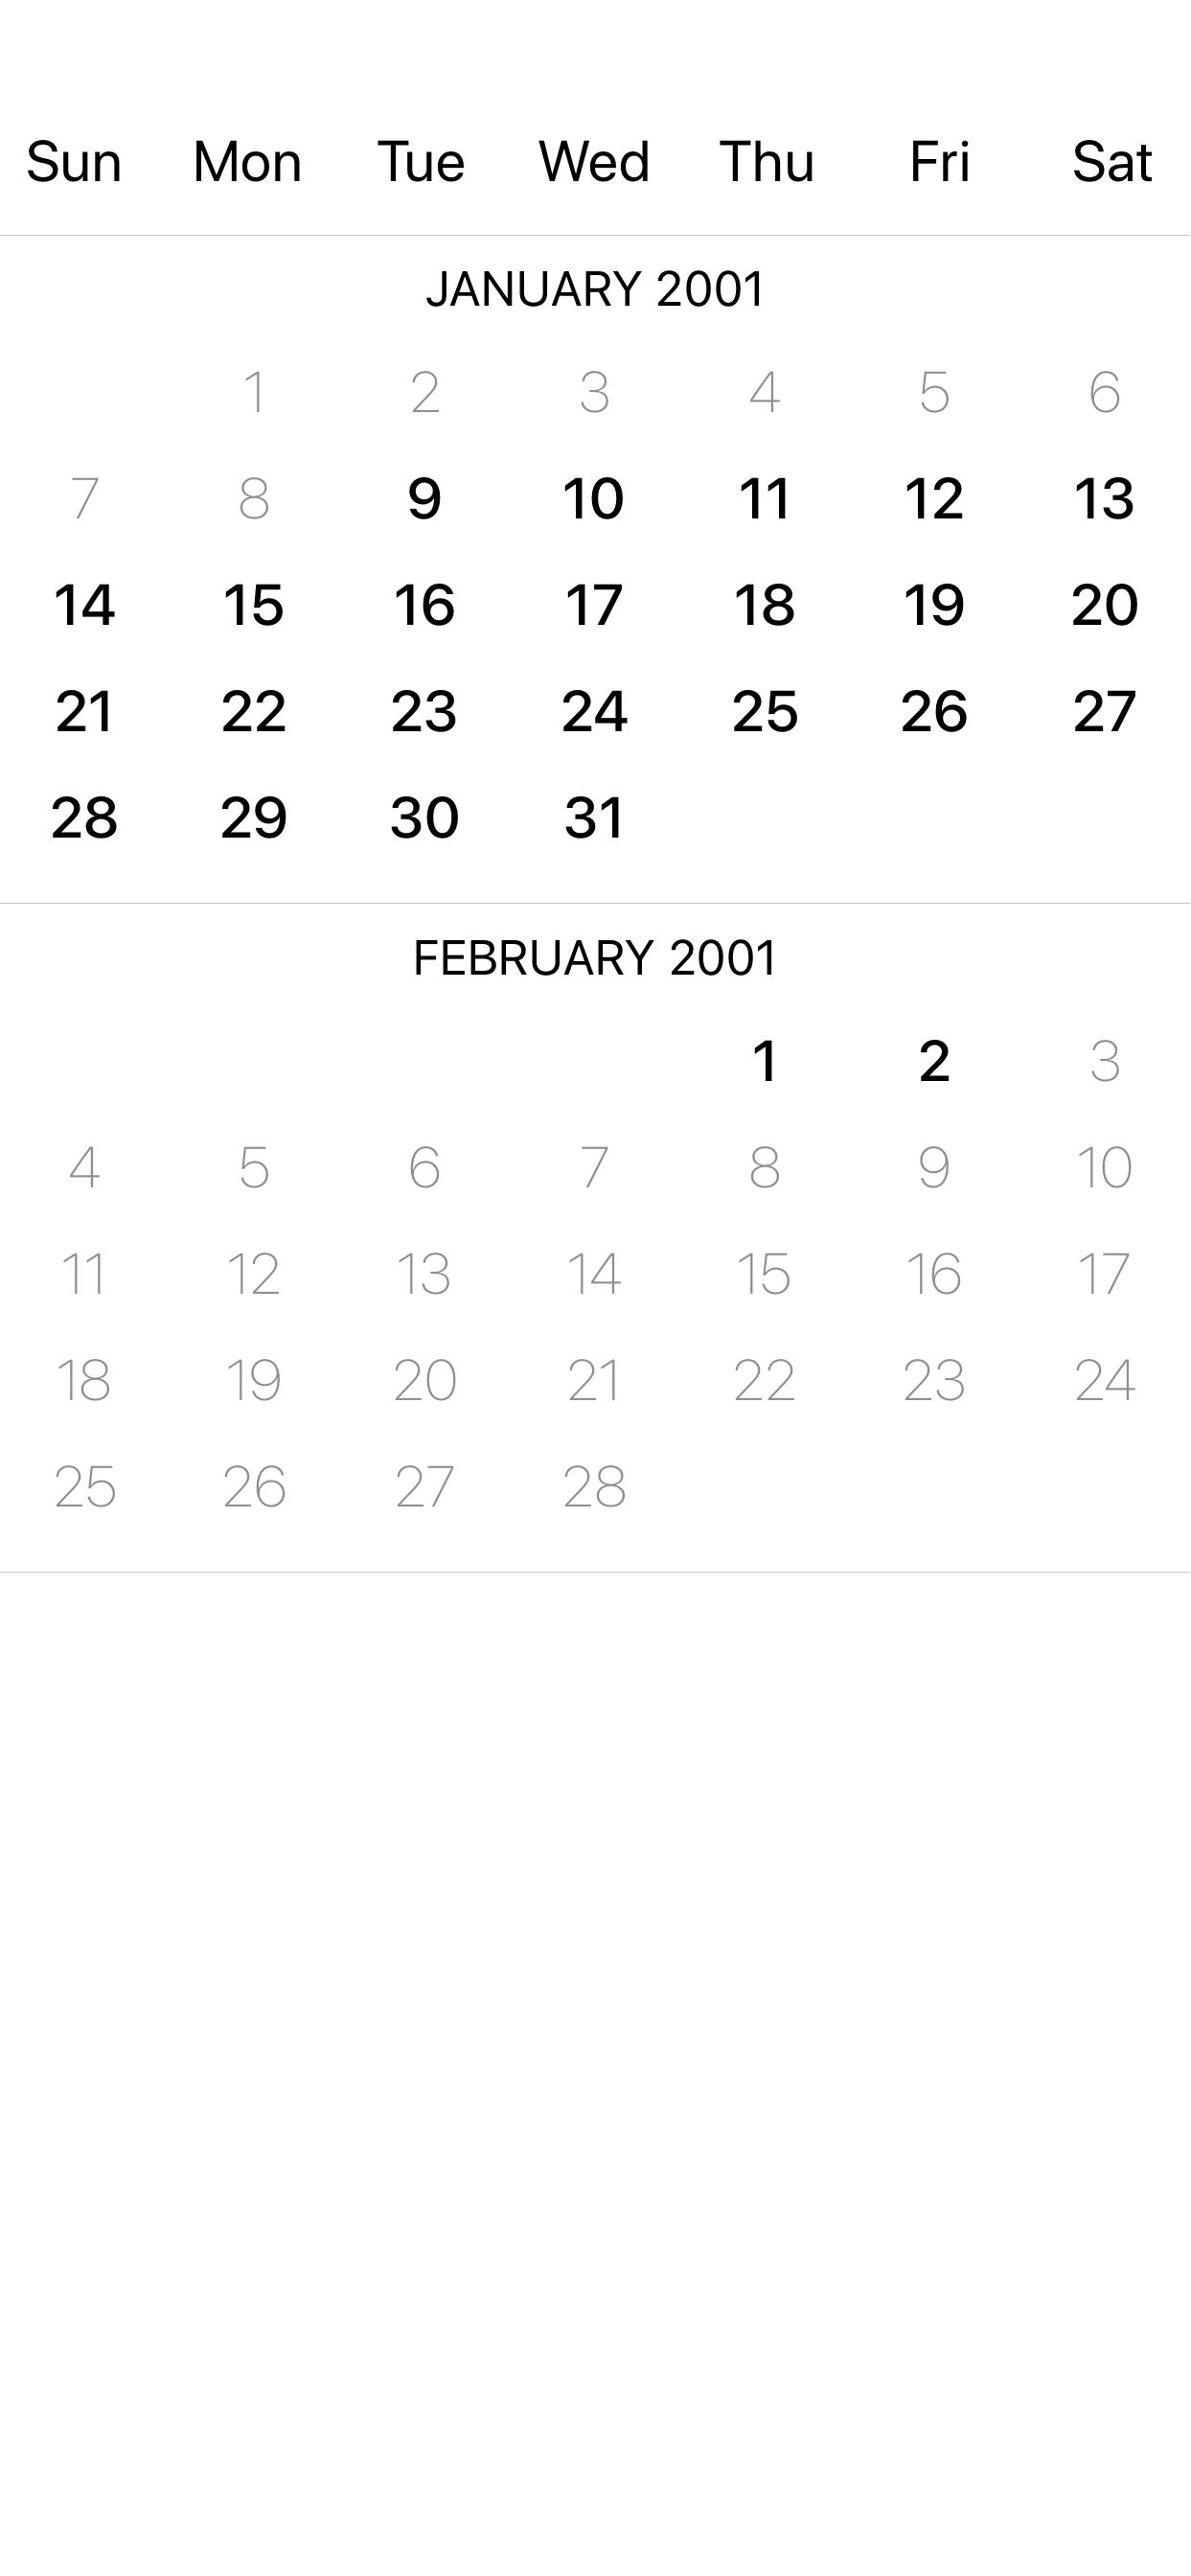 Sun Mon Tue Wed Thu Fri Sat
JANUARY 2001
1 2 3 4 5 6
7 8 9 10 11 12 13
14 15 16 17 18 19 20
21 22 23 24 25 26 27
28 29 30 31
FEBRUARY 2001
1 2 3
4 5 6 7 8 9 10
11 12 13 14 15 16 17
18 19 20 21 22 23 24
25 26 27 28